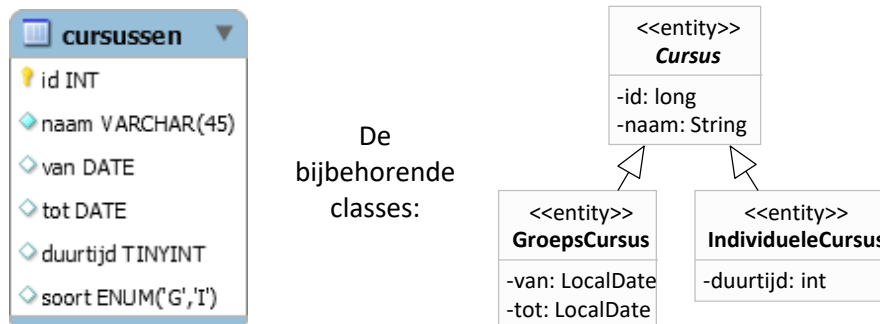 cursussen
id INT
naam VARCHAR(45)
van DATE
tot DATE
duurtijd TINYINT
soort ENUM('G','I')
De
bijbehorende
classes:
<<entity>>
Cursus
-id: long
-naam: String
<<entity>>
GroepsCursus
-van: LocalDate
-tot: LocalDate
<<entity>>
IndividueleCursus
-duurtijd: int